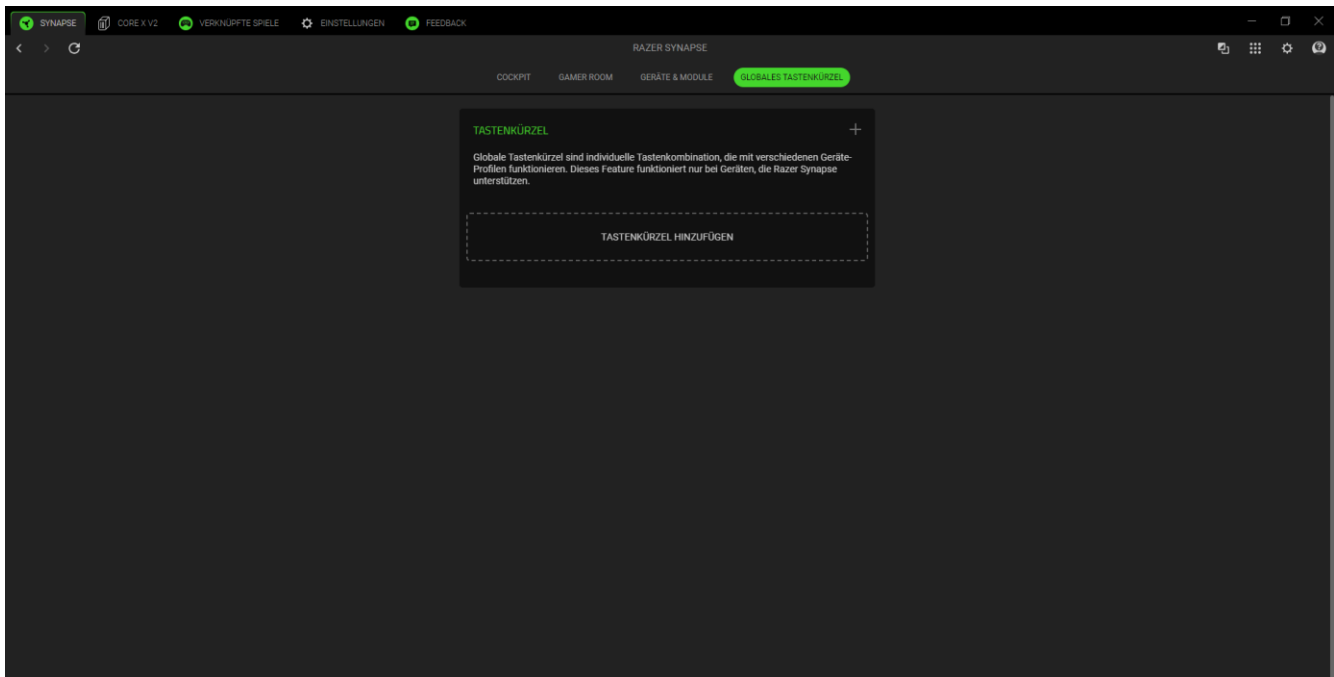 SYNAPSE CORE X V2 VERKNÜPFTE SPIELE EINSTELLUNGEN FEEDBACK
RAZER SYNAPSE
COCKPIT GAMER ROOM GERÄTE & MODULE GLOBALES TASTENKÜRZEL
TASTENKÜRZEL
Globale Tastenkürzel sind individuelle Tastenkombination, die mit verschiedenen Geräte-
Profilen funktionieren. Dieses Feature funktioniert nur bei Geräten, die Razer Synapse
unterstützen.
TASTENKÜRZEL HINZUFÜGEN